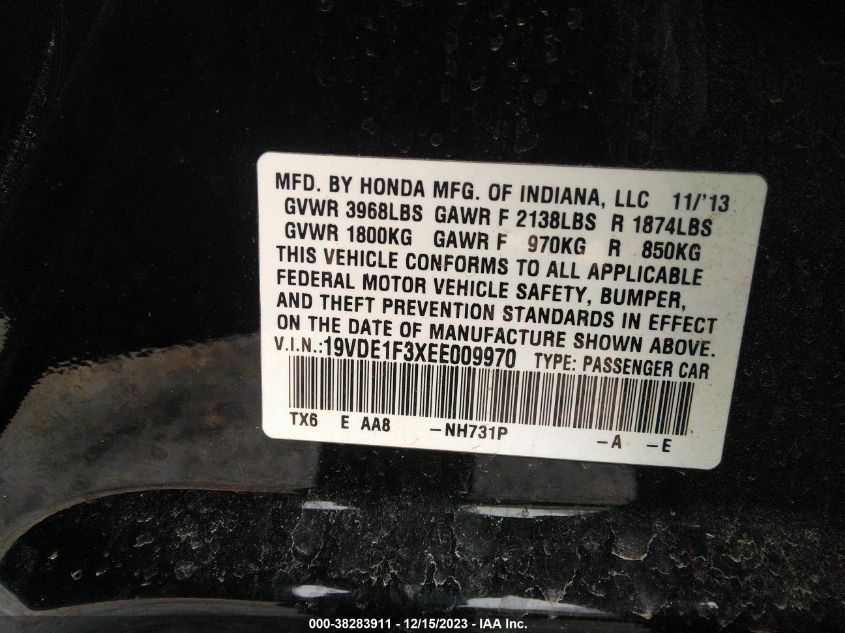 MFD. BY HONDA MFG. OF INDIANA, LLC 11/'13
GVWR 3968LBS GAWR F 2138LBS R 1874LBS
GVWR 1800KG GAWR F 970KG R 850KG
THIS VEHICLE CONFORMS TO ALL APPLICABLE
FEDERAL MOTOR VEHICLE SAFETY, BUMPER,
AND THEFT PREVENTION STANDARDS IN EFFECT
ON THE DATE OF MANUFACTURE SHOWN ABOVE.
V.I.N.:19VDE1F3XEE009970 TYPE: PASSENGER CAR
TX6 E AA8 -NH731P -A -E
000-38283911 - 12/15/2023 - IAA Inc.